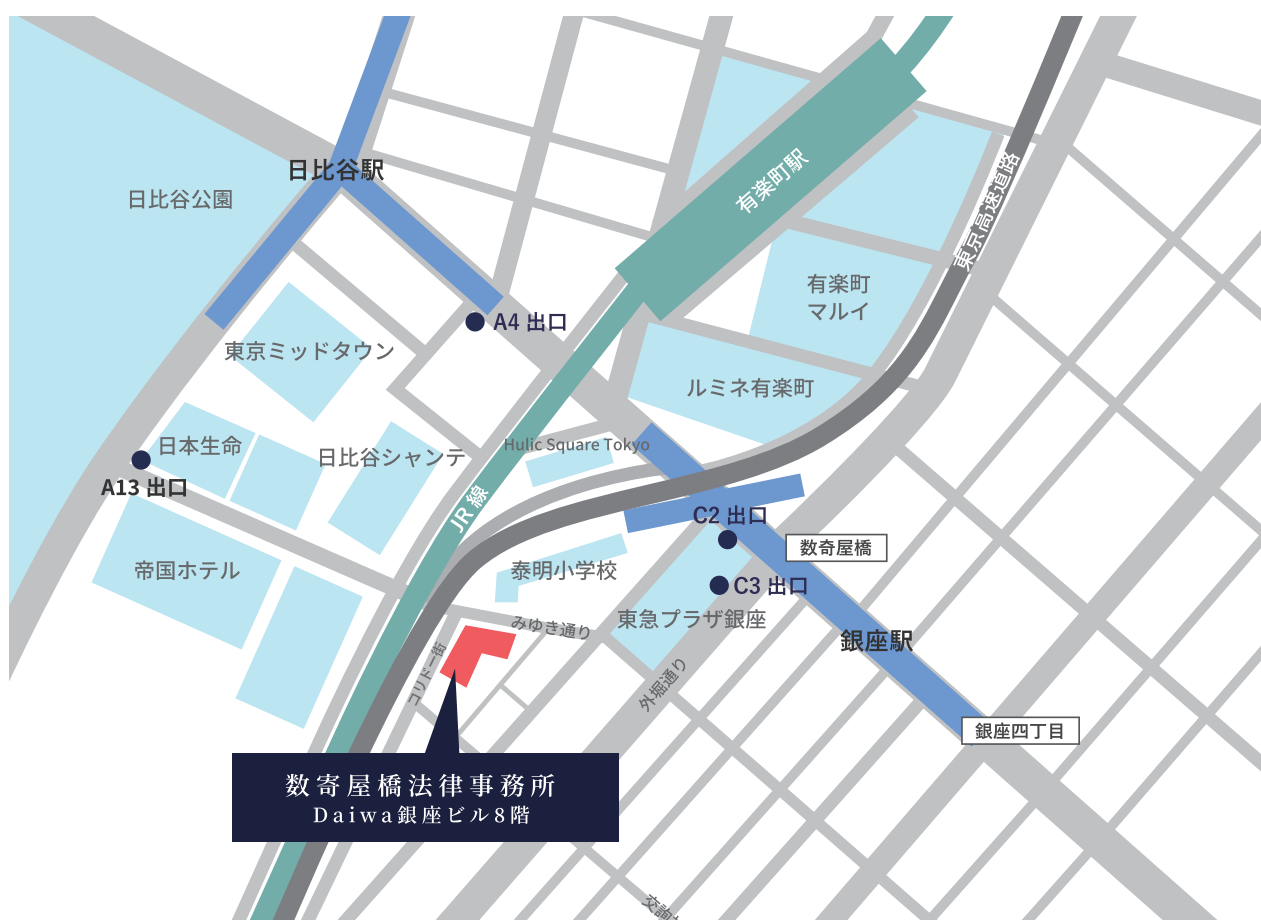 日比谷駅
日比谷公園
有楽町駅
東京高速道路
有楽町
マルイ
A4 出口
東京ミッドタウン
ルミネ有楽町
日本生命
日比谷シャンテ
Hulic Square Tokyo
A13 出口
JR 線
C2 出口
数奇屋橋
帝国ホテル
泰明小学校
C3 出口
東急プラザ銀座
みゆき通り
銀座駅
コリドー街
外堀通り
銀座四丁目
数寄屋橋法律事務所
Daiwa銀座ビル8階
交詢